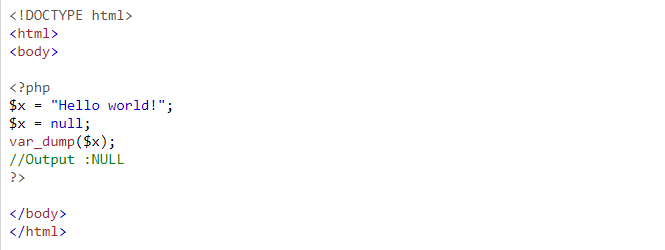 <!DOCTYPE html>
<html>
<body>
<?php
$x = "Hello world!";
$x = null;
var_dump($x);
//Output :NULL
?>
</body>
</html>